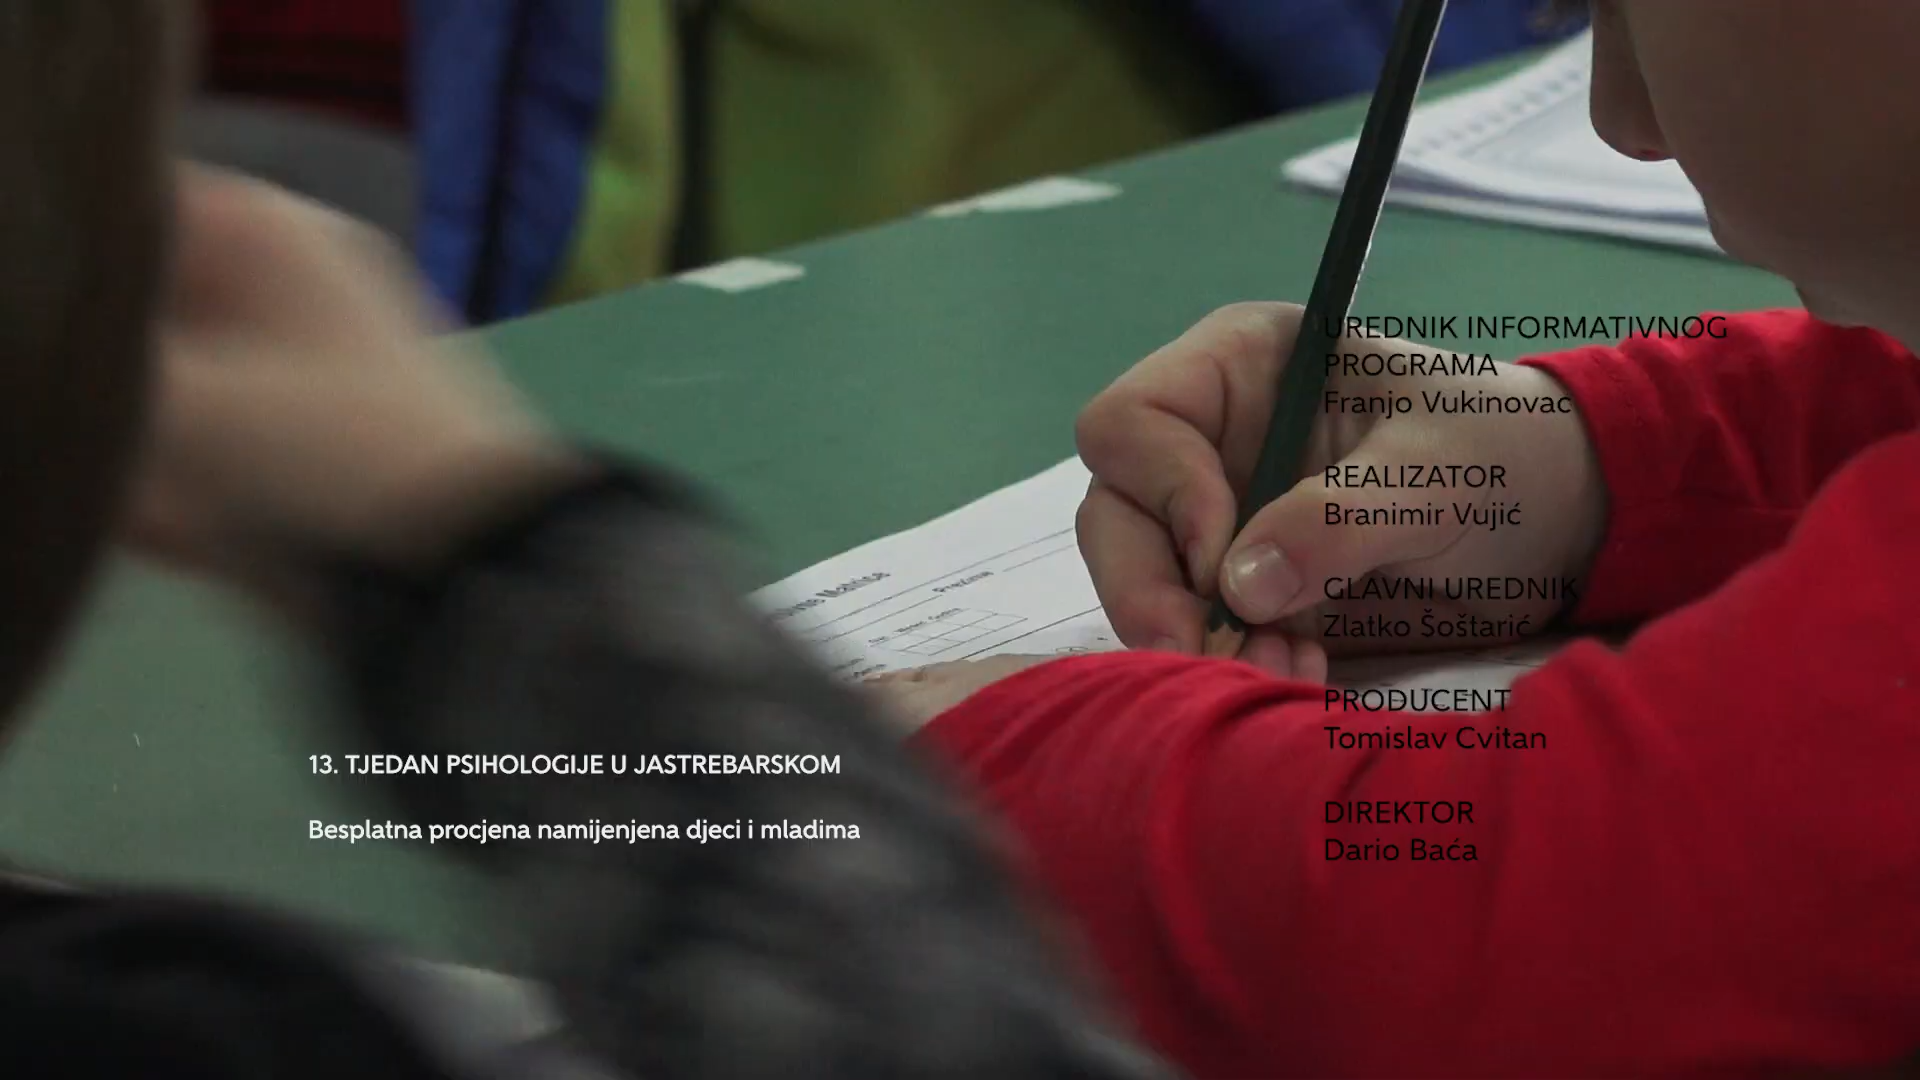 UREDNIK INFORMATIVNOG
PROGRAMA
Franjo Vukinovac
REALIZATOR
Branimir Vujić
GLAVNI UREDNIK
Zlatko Šoštarić
PRODUCENT
Tomislav Cvitan
DIREKTOR
Dario Baća
13. TJEDAN PSIHOLOGIJE U JASTREBARSKOM
Besplatna procjena namijenjena djeci i mladima